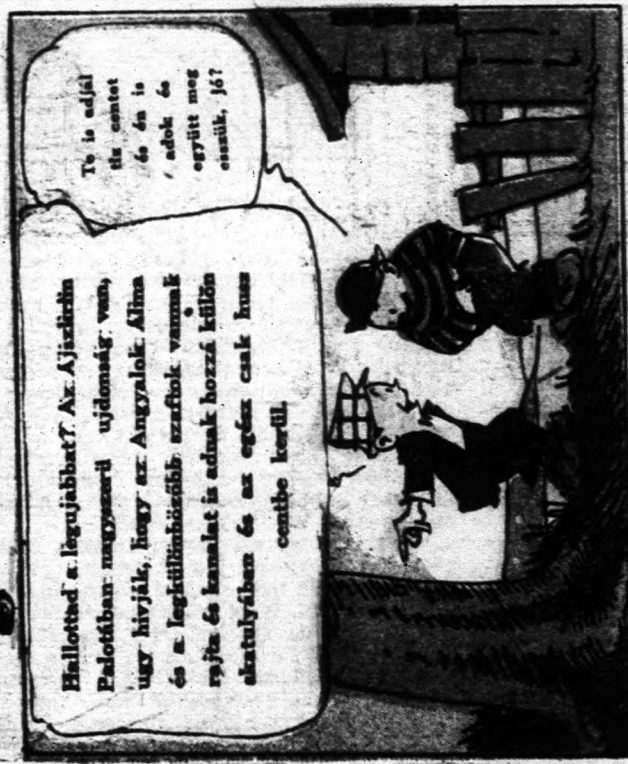 Hallottad a legujabbat? Az Ajszkrim
Palotában nagyszerü ujdonság van,
ugy hivják, hogy az Angyalok Álma
és a legkülönbözőbb szaftok vannak
rajta és kanalat is adnak hozzá külön
skatulyában és az egész csak husz
centbe kerül.
Te is adjál
tiz centet
és én is
adok és
együtt meg
esszük, jó?